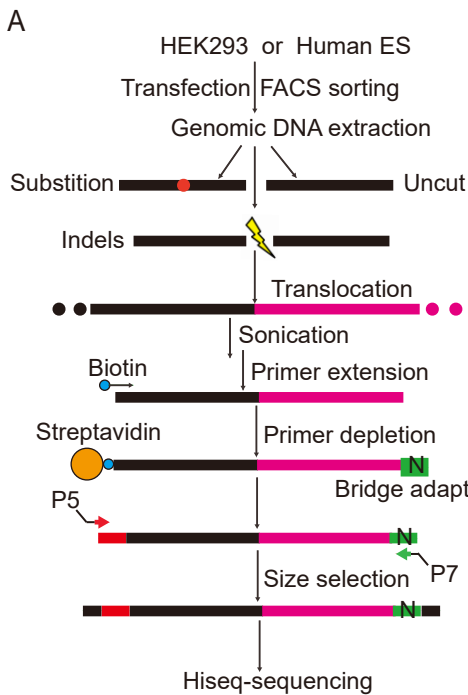 A
HEK293 or Human ES
Transfection FACS sorting
Genomic DNA extraction
Substition Uncut
Indels
Translocation
Sonication
Biotin
Primer extension
Streptavidin
Primer depletion
N
Bridge adapt
P5
N
P7
Size selection
N
Hiseq-sequencing